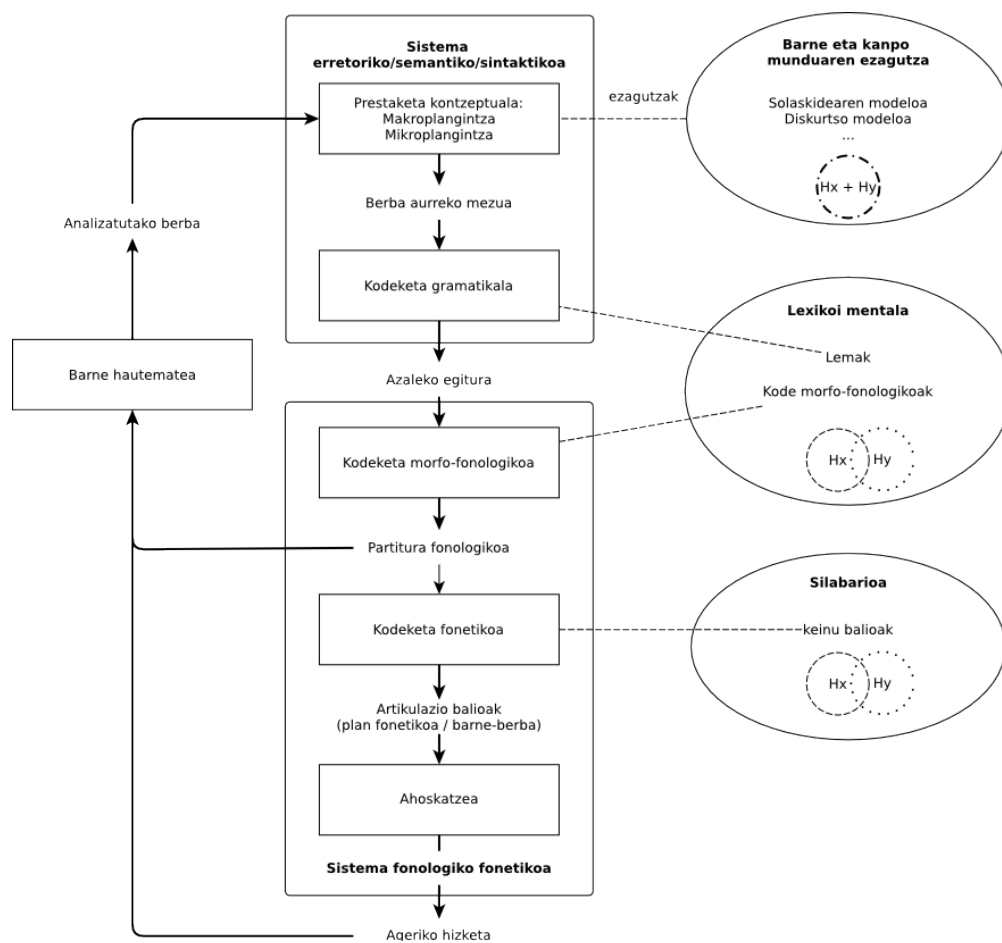 Sistema
erretoriko/semantiko/sintaktikoa
Prestaketa kontzeptuala:
Makroplangintza
Mikroplangintza
Berba aurreko mezua
Kodeketa gramatikala
Azaleko egitura
Kodeketa morfo-fonologikoa
Partitura fonologikoa
Kodeketa fonetikoa
Artikulazio balioak
(plan fonetikoa / barne-berba)
Ahoskatzea
Sistema fonologiko fonetikoa
Ageriko hizketa
Analizatutako berba
Barne hautematea
ezagutzak
Barne eta kanpo
munduaren ezagutza
Solaskidearen modeloa
Diskurtso modeloa
...
Hx + Hy
Lexikoi mentala
Lemak
Kode morfo-fonologikoak
Hx Hy
Silabarioa
keinu balioak
Hx Hy